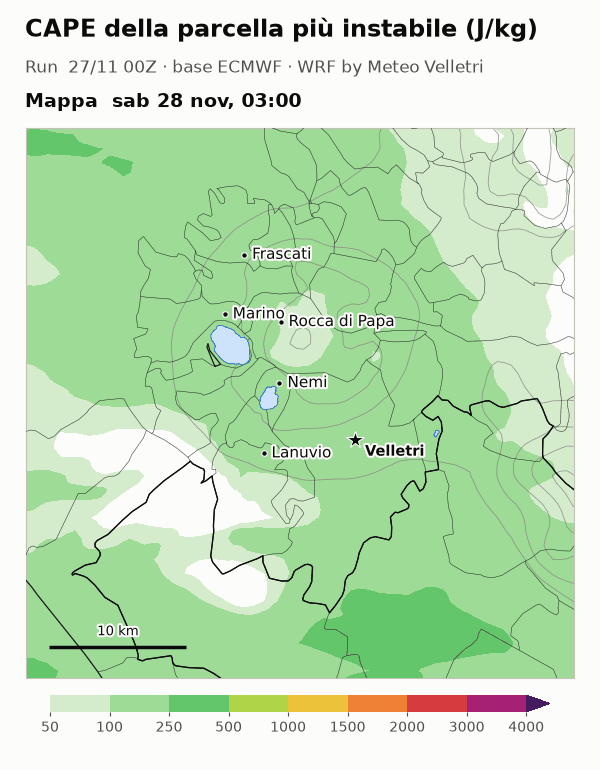 CAPE della parcella più instabile (J/kg)
Run  27/11 00Z · base ECMWF · WRF by Meteo Velletri
Mappa  sab 28 nov, 03:00
Frascati
Marino
Rocca di Papa
Nemi
Velletri
Lanuvio
10 km
50 100 250 500 1000 1500 2000 3000 4000